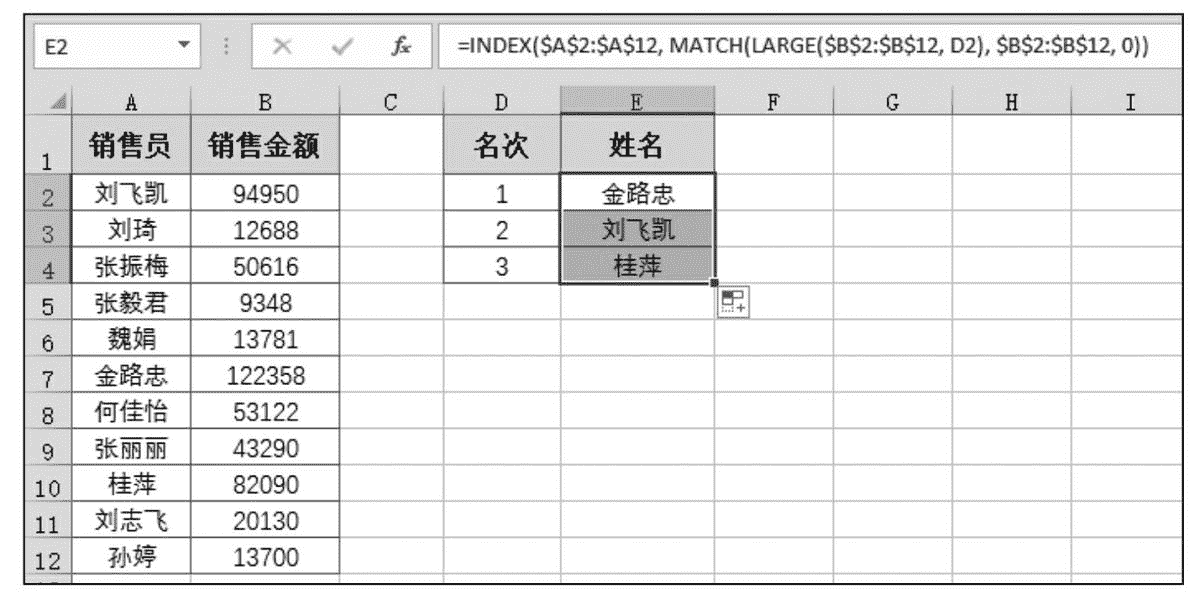 E2 fx =INDEX($A$2:$A$12, MATCH(LARGE($B$2:$B$12, D2), $B$2:$B$12, 0))
A B C D E F G H I
1 销售员 销售金额 名次 姓名
2 刘飞凯 94950 1 金路忠
3 刘琦 12688 2 刘飞凯
4 张振梅 50616 3 桂萍
5 张毅君 9348
6 魏娟 13781
7 金路忠 122358
8 何佳怡 53122
9 张丽丽 43290
10 桂萍 82090
11 刘志飞 20130
12 孙婷 13700